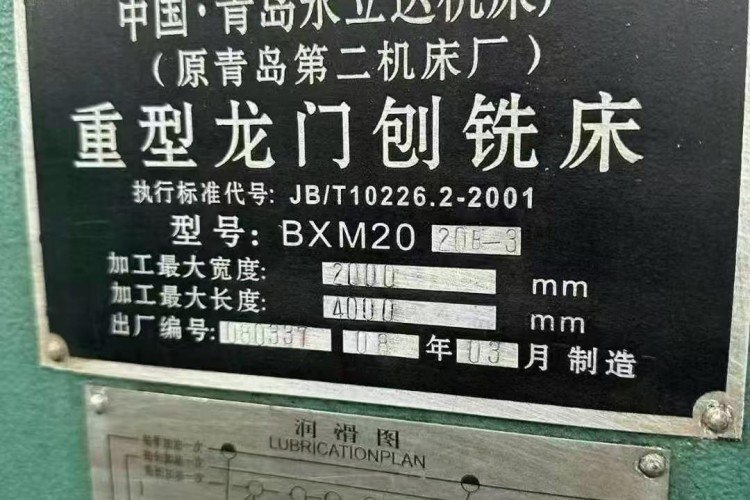 中国·青岛永立达机床厂
（原青岛第二机床厂）
重型龙门刨铣床
执行标准代号: JB/T10226.2-2001
型号: BXM20 20B-3
加工最大宽度: 2000 mm
加工最大长度: 4000 mm
出厂编号: 080337 08 年 03 月 制造
润滑图
LUBRICATIONPLAN